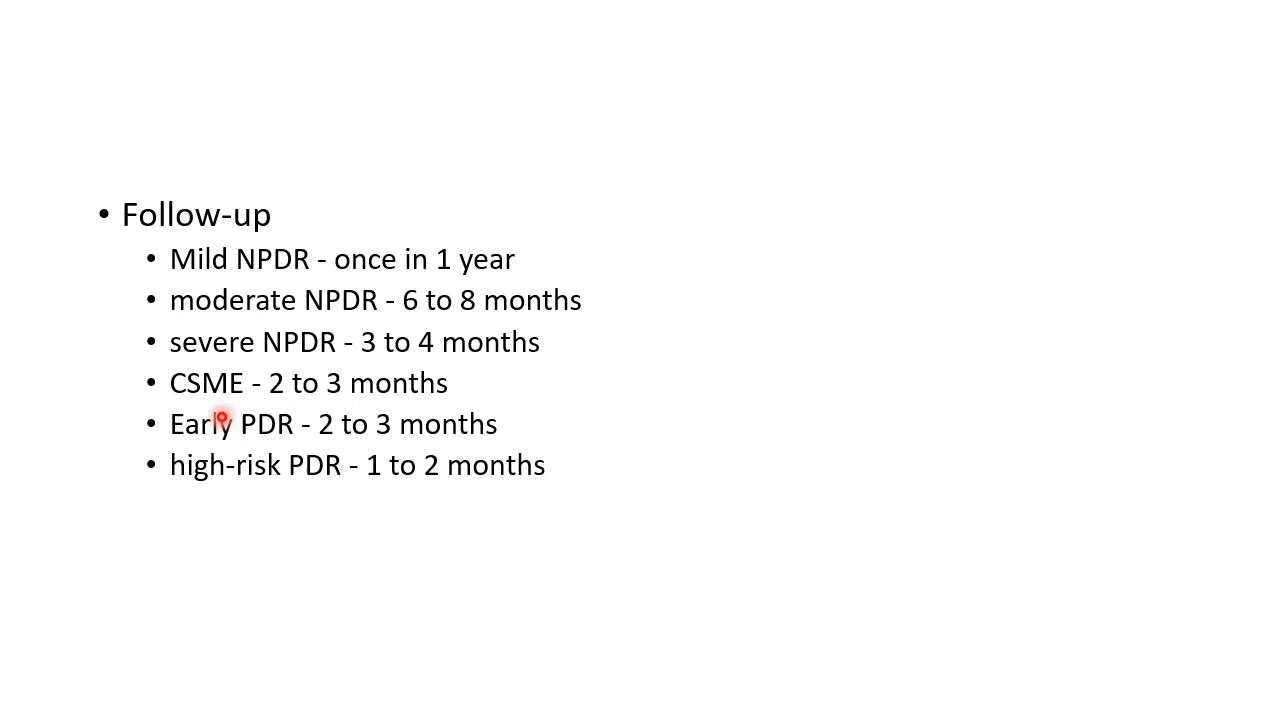 • Follow-up
• Mild NPDR - once in 1 year
• moderate NPDR - 6 to 8 months
• severe NPDR - 3 to 4 months
• CSME - 2 to 3 months
• Early PDR - 2 to 3 months
• high-risk PDR - 1 to 2 months